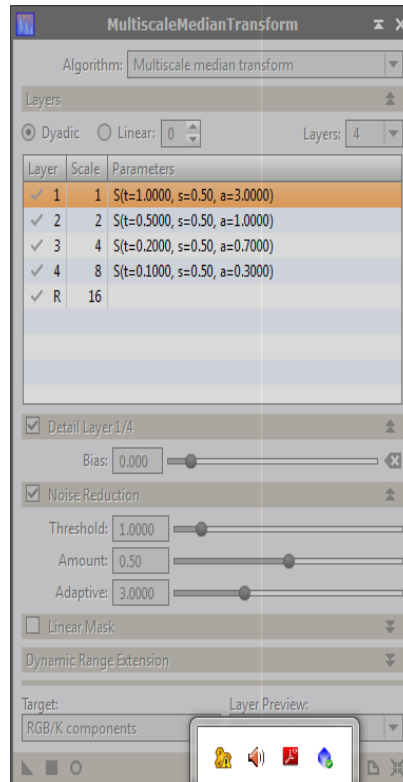 MultiscaleMedianTransform
Algorithm: Multiscale median transform
Layers
Dyadic Linear: 0 Layers: 4
Layer Scale Parameters
1 1 S(t=1.0000, s=0.50, a=3.0000)
2 2 S(t=0.5000, s=0.50, a=1.0000)
3 4 S(t=0.2000, s=0.50, a=0.7000)
4 8 S(t=0.1000, s=0.50, a=0.3000)
R 16
Detail Layer 1/4
Bias: 0.000
Noise Reduction
Threshold: 1.0000
Amount: 0.50
Adaptive: 3.0000
Linear Mask
Dynamic Range Extension
Target: Layer Preview:
RGB/K components